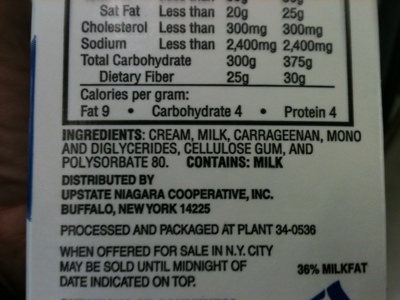 Sat Fat Less than 20g 25g
Cholesterol Less than 300mg 300mg
Sodium Less than 2,400mg 2,400mg
Total Carbohydrate 300g 375g
Dietary Fiber 25g 30g
Calories per gram:
Fat 9 • Carbohydrate 4 • Protein 4
INGREDIENTS: CREAM, MILK, CARRAGEENAN, MONO
AND DIGLYCERIDES, CELLULOSE GUM, AND
POLYSORBATE 80. CONTAINS: MILK
DISTRIBUTED BY
UPSTATE NIAGARA COOPERATIVE, INC.
BUFFALO, NEW YORK 14225
PROCESSED AND PACKAGED AT PLANT 34-0536
WHEN OFFERED FOR SALE IN N.Y. CITY
MAY BE SOLD UNTIL MIDNIGHT OF
DATE INDICATED ON TOP.
36% MILKFAT